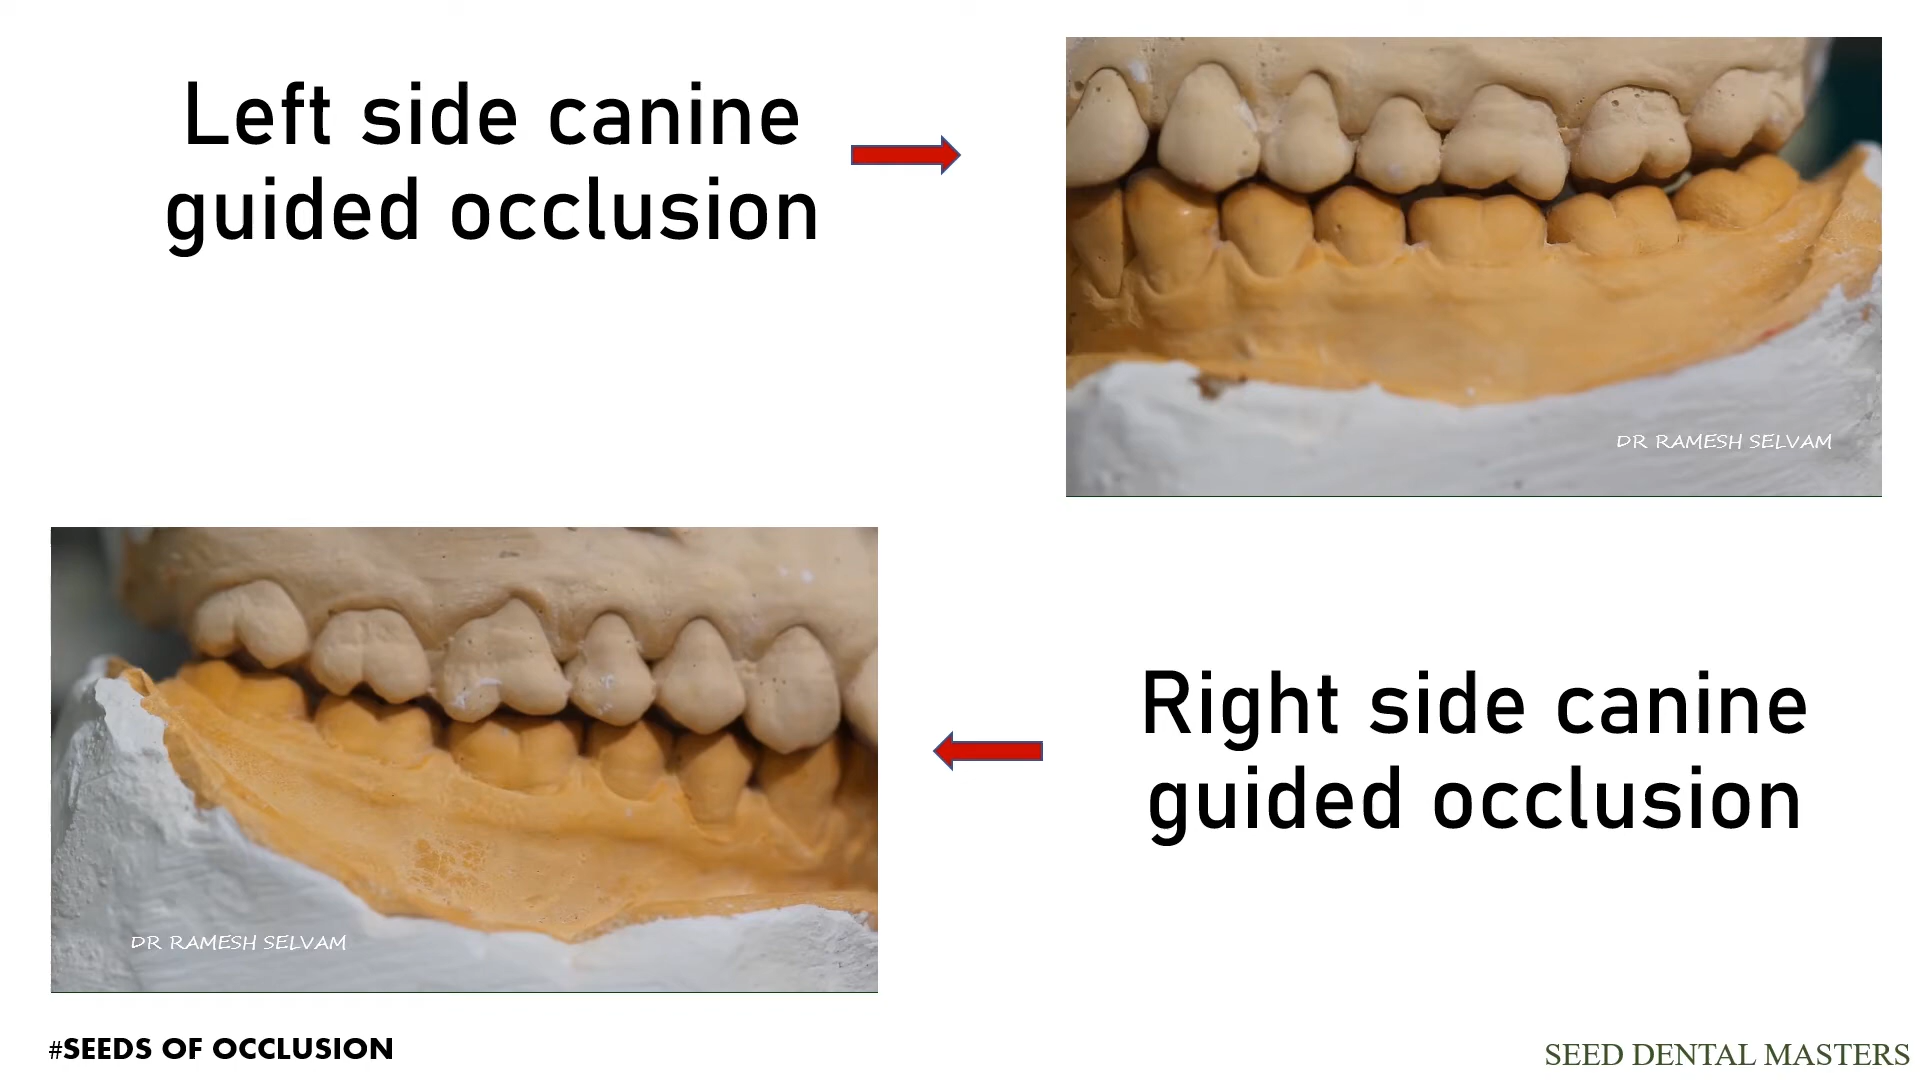 Left side canine
guided occlusion
DR RAMESH SELVAM
Right side canine
guided occlusion
DR RAMESH SELVAM
#SEEDS OF OCCLUSION
SEED DENTAL MASTERS